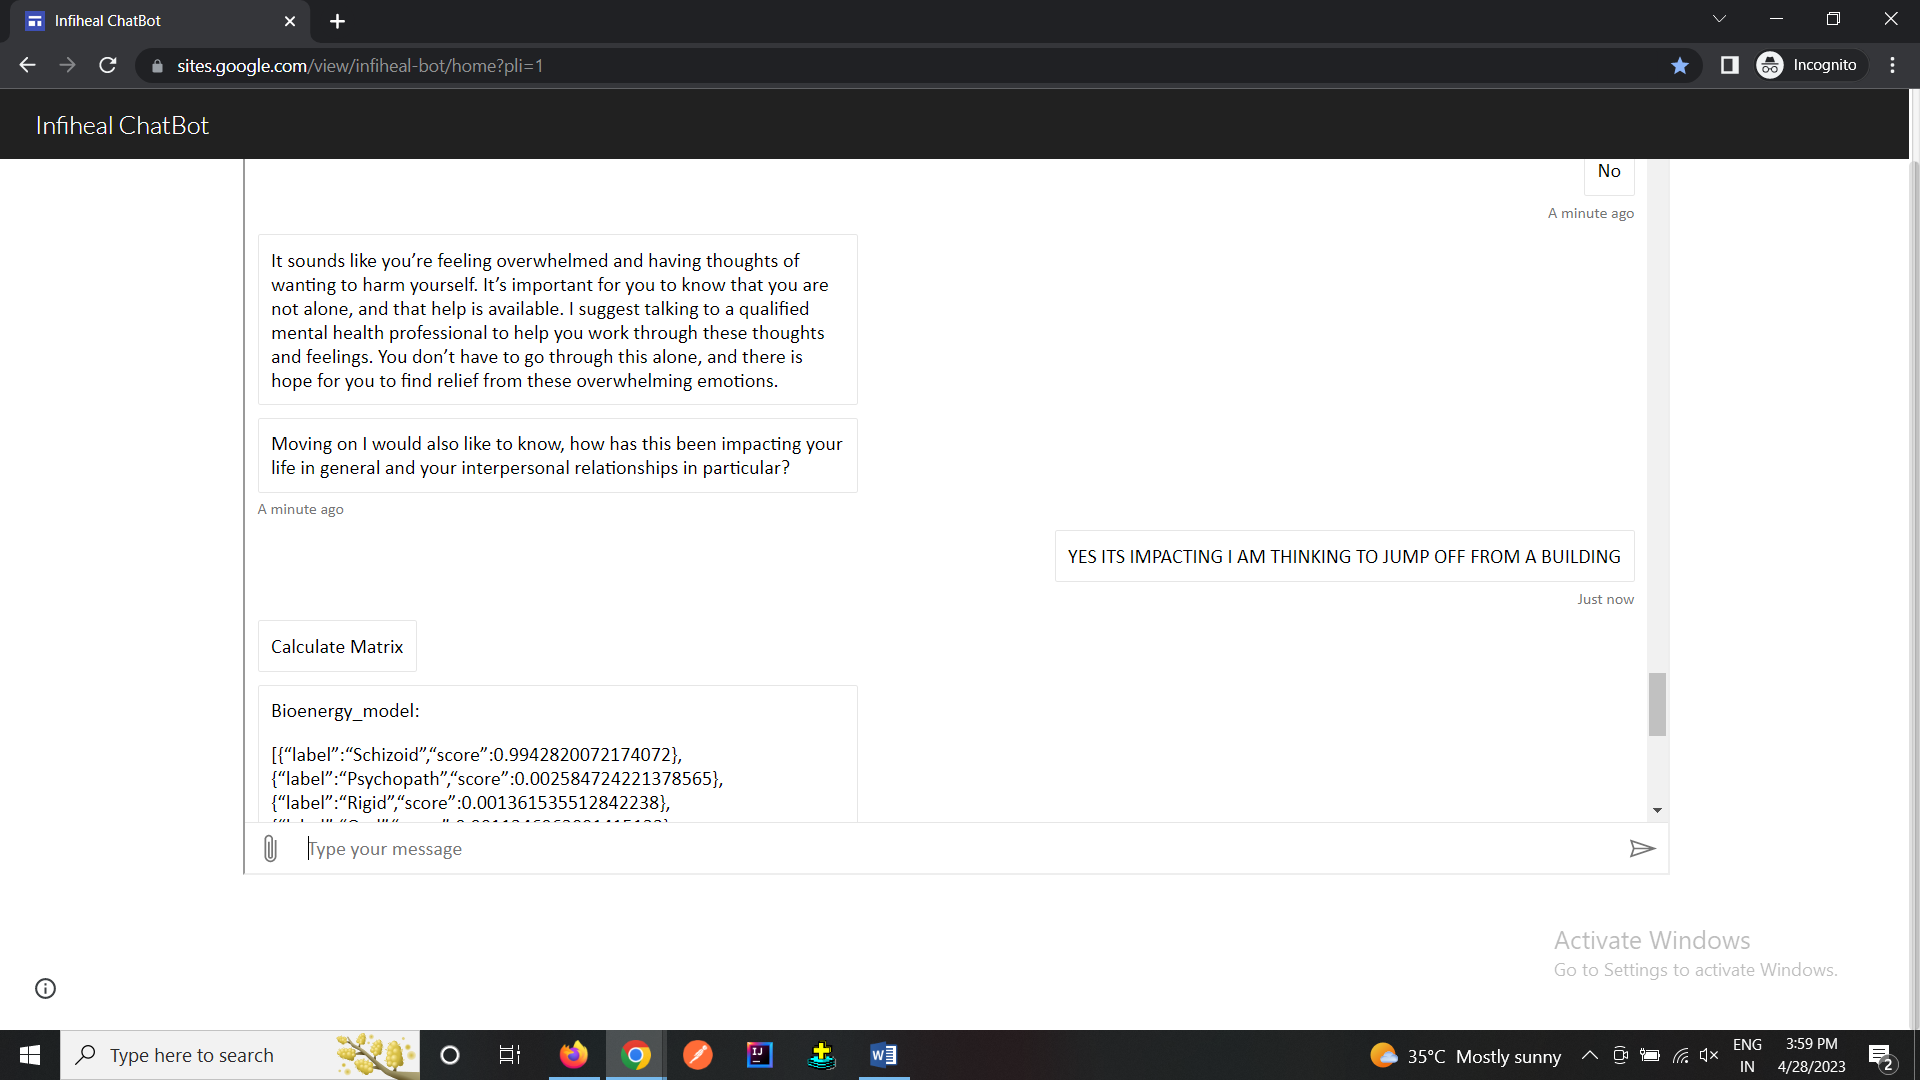 Infiheal ChatBot
sites.google.com/view/infiheal-bot/home?pli=1
Incognito
Infiheal ChatBot
No
A minute ago
It sounds like you’re feeling overwhelmed and having thoughts of
wanting to harm yourself. It’s important for you to know that you are
not alone, and that help is available. I suggest talking to a qualified
mental health professional to help you work through these thoughts
and feelings. You don’t have to go through this alone, and there is
hope for you to find relief from these overwhelming emotions.
Moving on I would also like to know, how has this been impacting your
life in general and your interpersonal relationships in particular?
A minute ago
YES ITS IMPACTING I AM THINKING TO JUMP OFF FROM A BUILDING
Just now
Calculate Matrix
Bioenergy_model:
[{“label”:“Schizoid”,“score”:0.9942820072174072},
{“label”:“Psychopath”,“score”:0.002584724221378565},
{“label”:“Rigid”,“score”:0.001361535512842238},
Type your message
Activate Windows
Go to Settings to activate Windows.
Type here to search
IJ
W
35°C Mostly sunny
ENG
IN
3:59 PM
4/28/2023
2